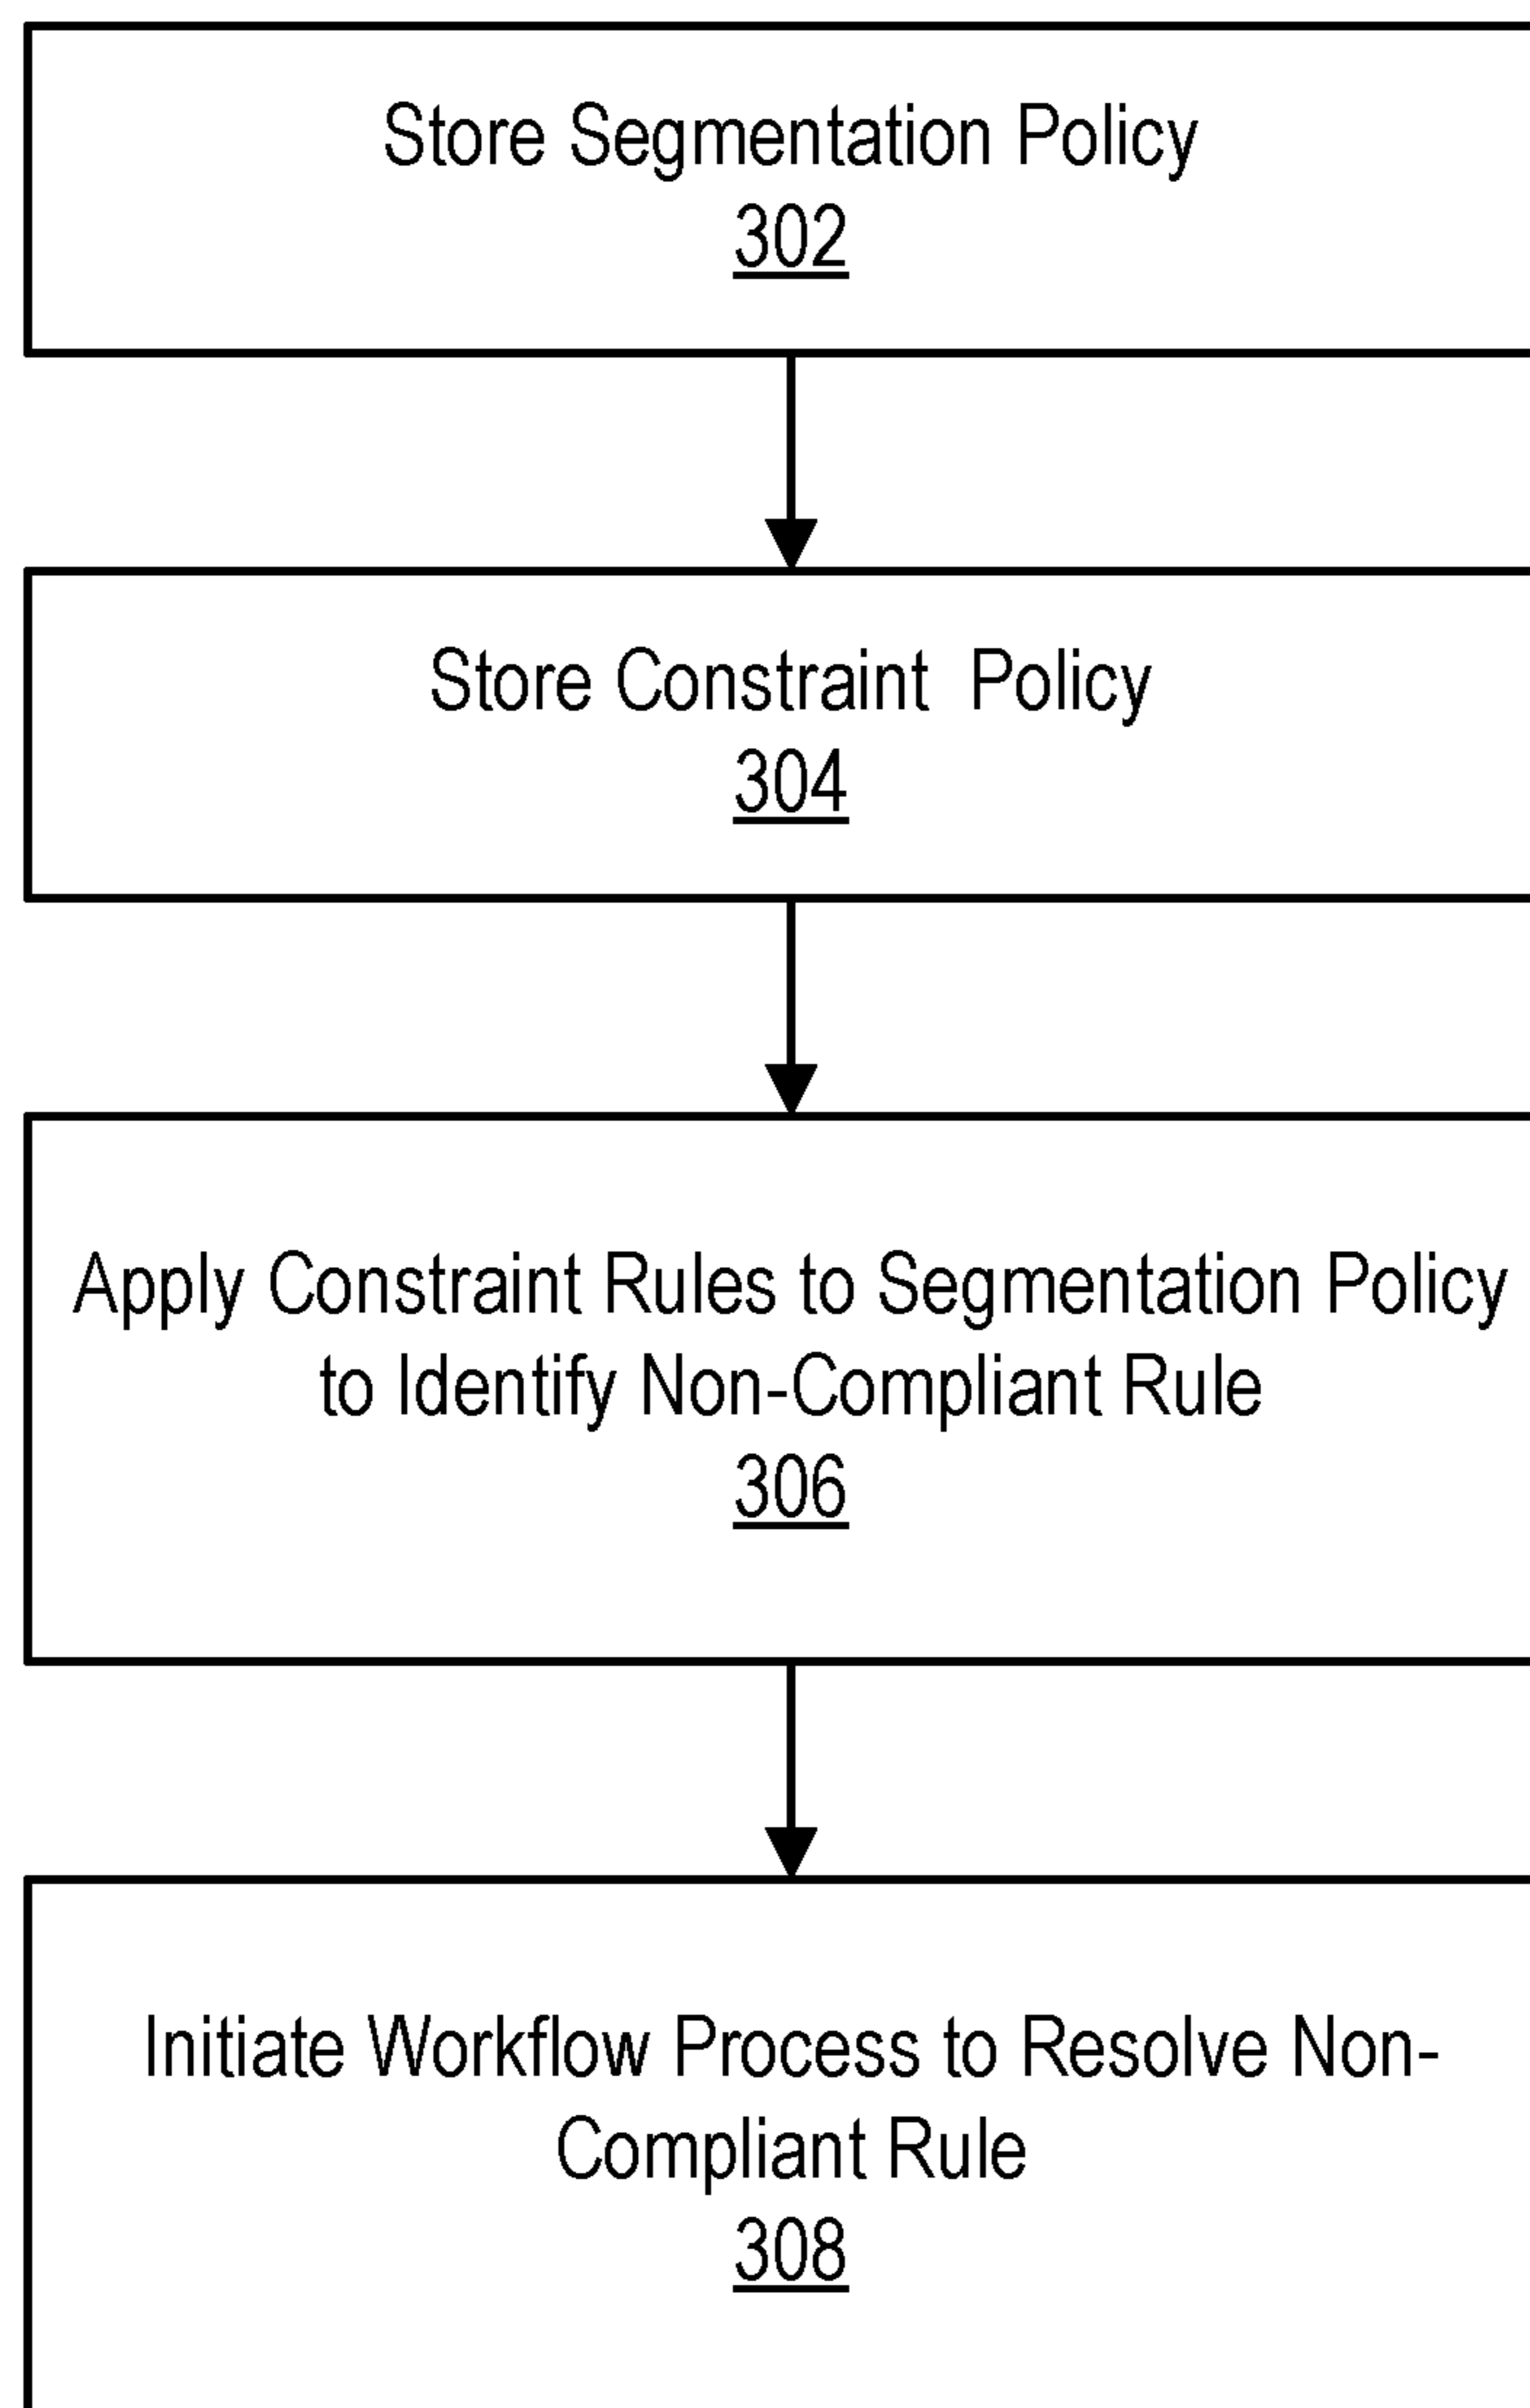 Store Segmentation Policy
302
Store Constraint  Policy
304
Apply Constraint Rules to Segmentation Policy
to Identify Non-Compliant Rule
306
Initiate Workflow Process to Resolve Non-
Compliant Rule
308